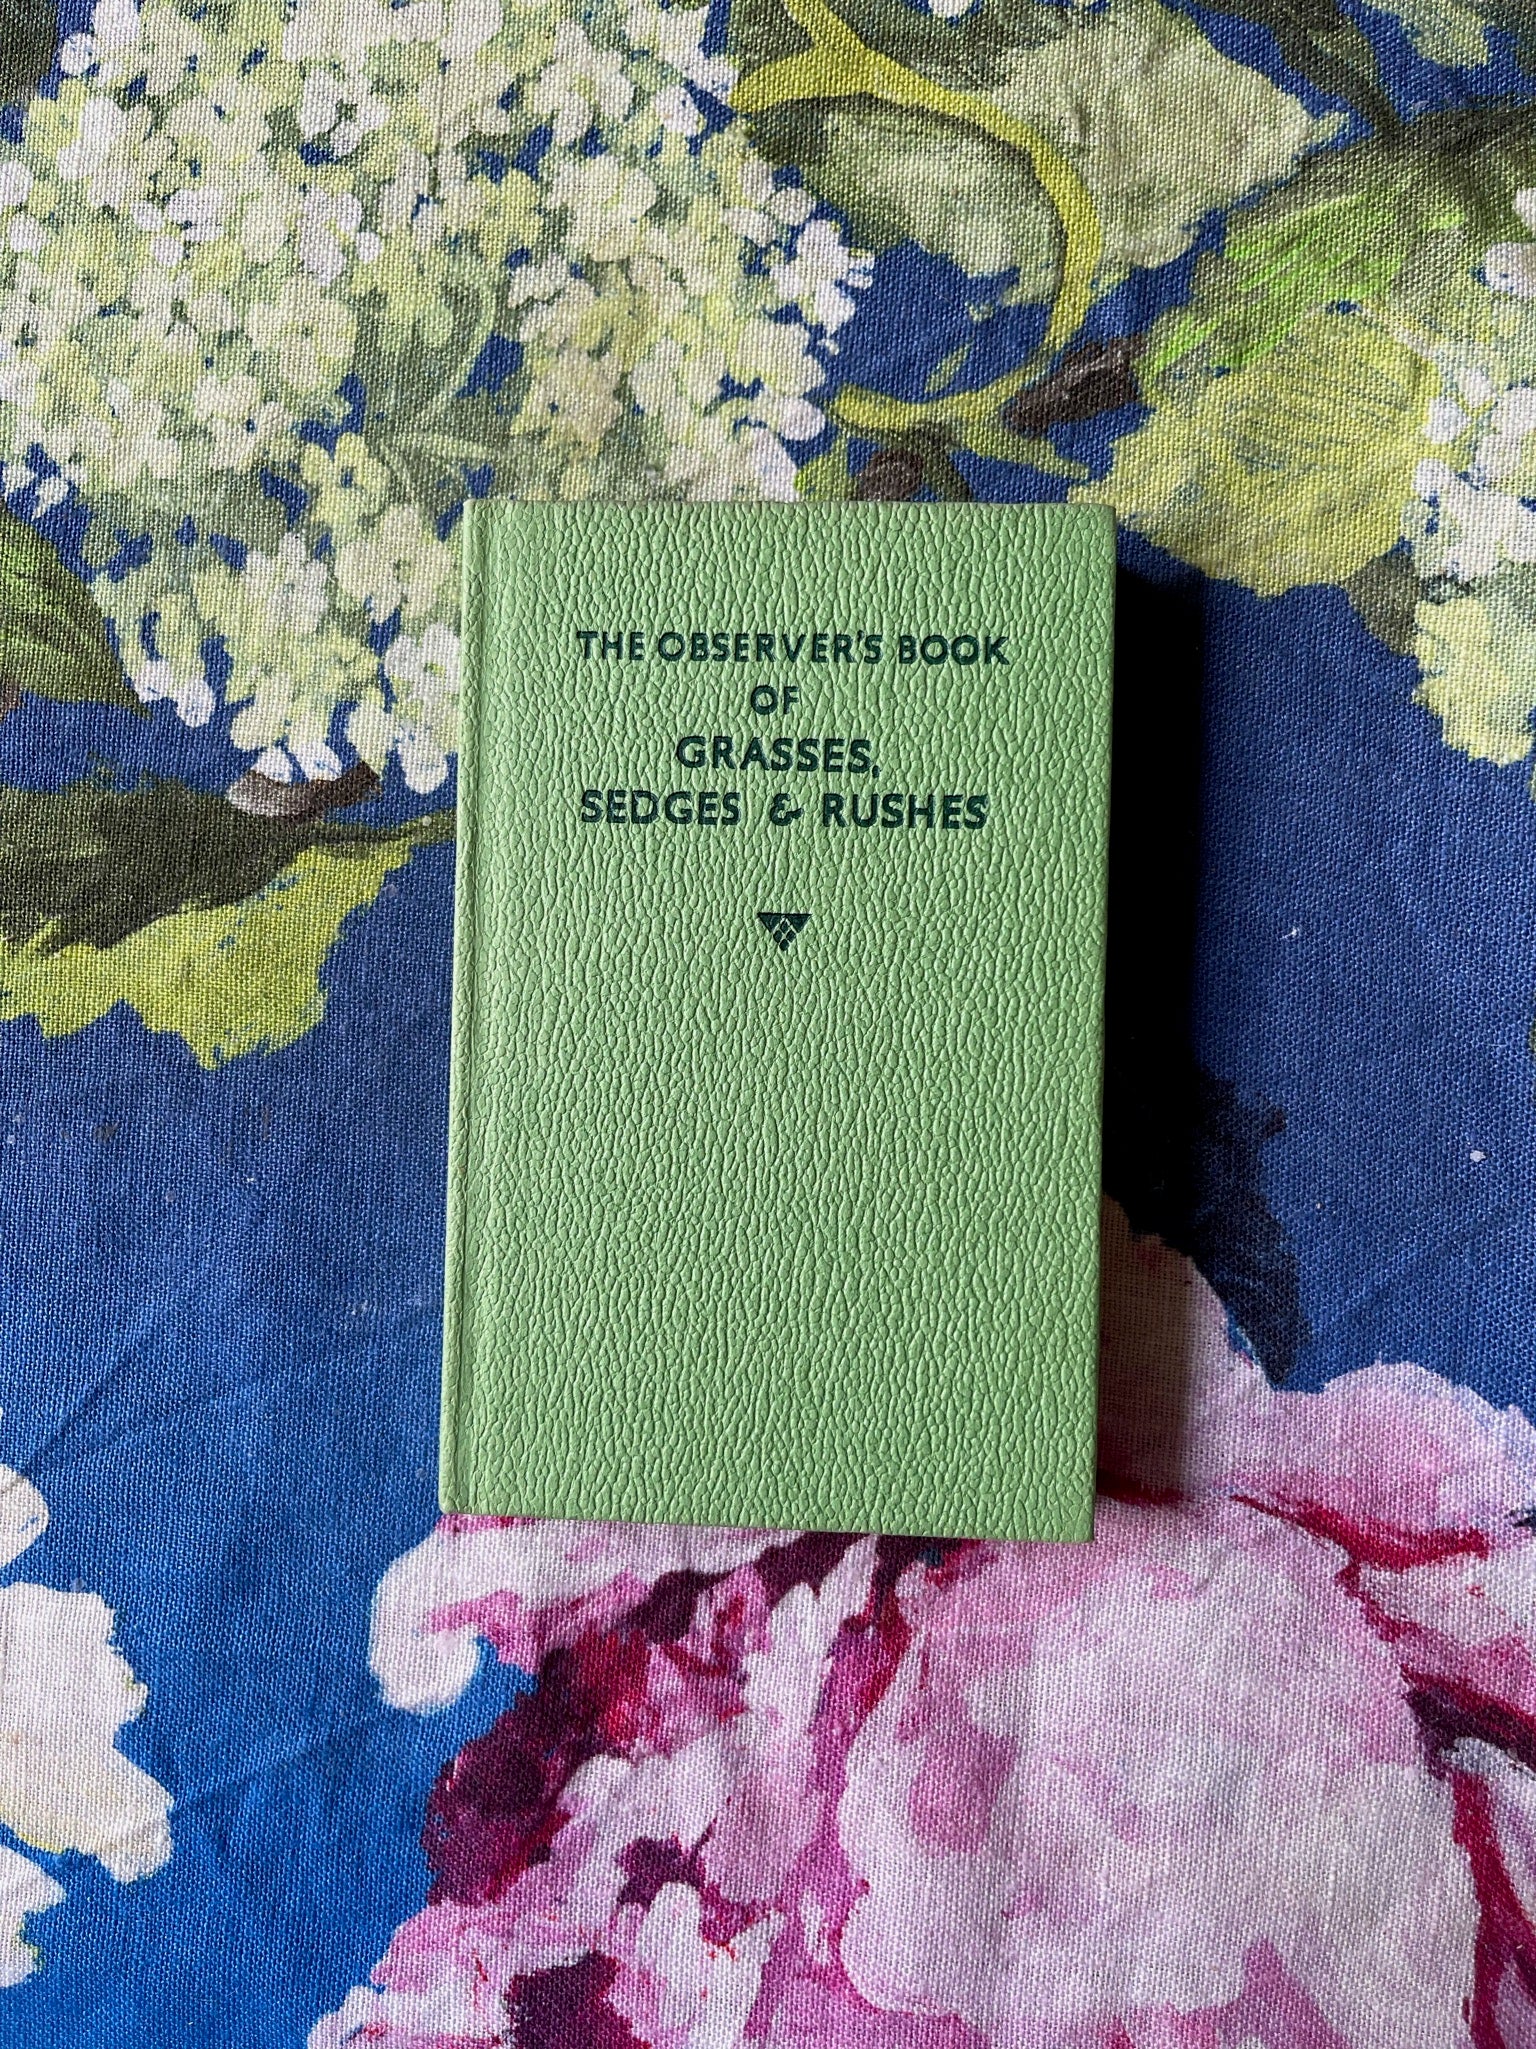 THE OBSERVER'S BOOK
OF
GRASSES,
SEDGES & RUSHES